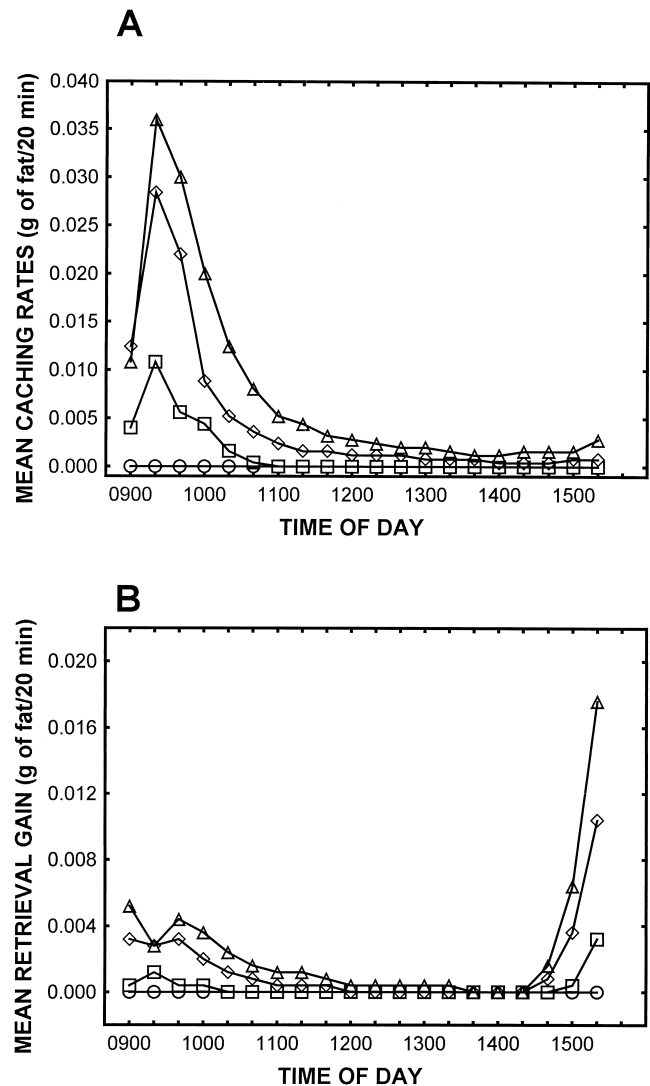 A
MEAN CACHING RATES (g of fat/20 min)
0.040
0.035
0.030
0.025
0.020
0.015
0.010
0.005
0.000
0900 1000 1100 1200 1300 1400 1500
TIME OF DAY
B
MEAN RETRIEVAL GAIN (g of fat/20 min)
0.020
0.016
0.012
0.008
0.004
0.000
0900 1000 1100 1200 1300 1400 1500
TIME OF DAY